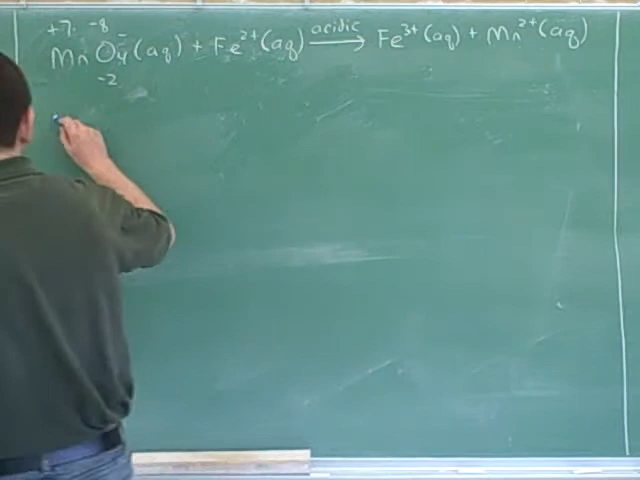 +7 -8
MnO₄⁻(aq) + Fe²⁺(aq) acidic → Fe³⁺(aq) + Mn²⁺(aq)
-2